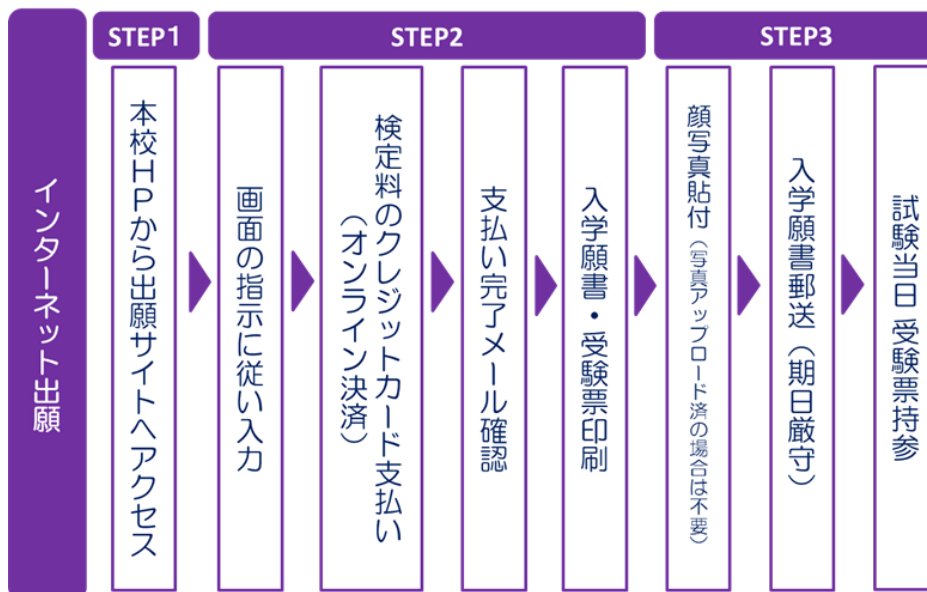 インターネット出願
STEP1
本校HPから出願サイトへアクセス
STEP2
画面の指示に従い入力
検定料のクレジットカード支払い
（オンライン決済）
支払い完了メール確認
入学願書・受験票印刷
STEP3
顔写真貼付（写真アップロード済の場合は不要）
入学願書郵送（期日厳守）
試験当日 受験票持参